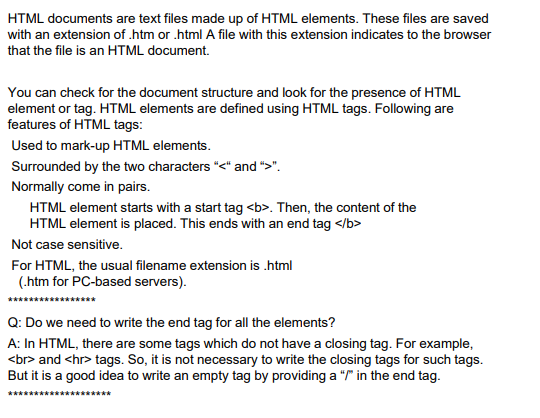 HTML documents are text files made up of HTML elements. These files are saved
with an extension of .htm or .html A file with this extension indicates to the browser
that the file is an HTML document.
You can check for the document structure and look for the presence of HTML
element or tag. HTML elements are defined using HTML tags. Following are
features of HTML tags:
Used to mark-up HTML elements.
Surrounded by the two characters “<“ and “>”.
Normally come in pairs.
HTML element starts with a start tag <b>. Then, the content of the
HTML element is placed. This ends with an end tag </b>
Not case sensitive.
For HTML, the usual filename extension is .html
(.htm for PC-based servers).
*****************
Q: Do we need to write the end tag for all the elements?
A: In HTML, there are some tags which do not have a closing tag. For example,
<br> and <hr> tags. So, it is not necessary to write the closing tags for such tags.
But it is a good idea to write an empty tag by providing a “/” in the end tag.
********************